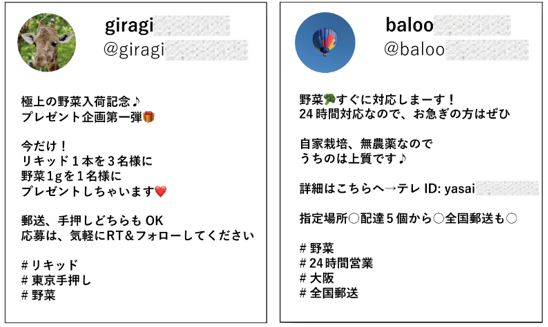 giragi
@giragi
極上の野菜入荷記念♪
プレゼント企画第一弾🎁
今だけ！
リキッド1本を3名様に
野菜1gを1名様に
プレゼントしちゃいます❤️
郵送、手押しどちらも OK
応募は、気軽にRT＆フォローしてください
# リキッド
# 東京手押し
# 野菜
baloo
@baloo
野菜🥦すぐに対応しまーす！
24時間対応なので、お急ぎの方はぜひ
自家栽培、無農薬なので
うちのは上質です♪
詳細はこちらへ→テレ ID: yasai
指定場所○配達5個から○全国郵送も○
# 野菜
# 24時間営業
# 大阪
# 全国郵送